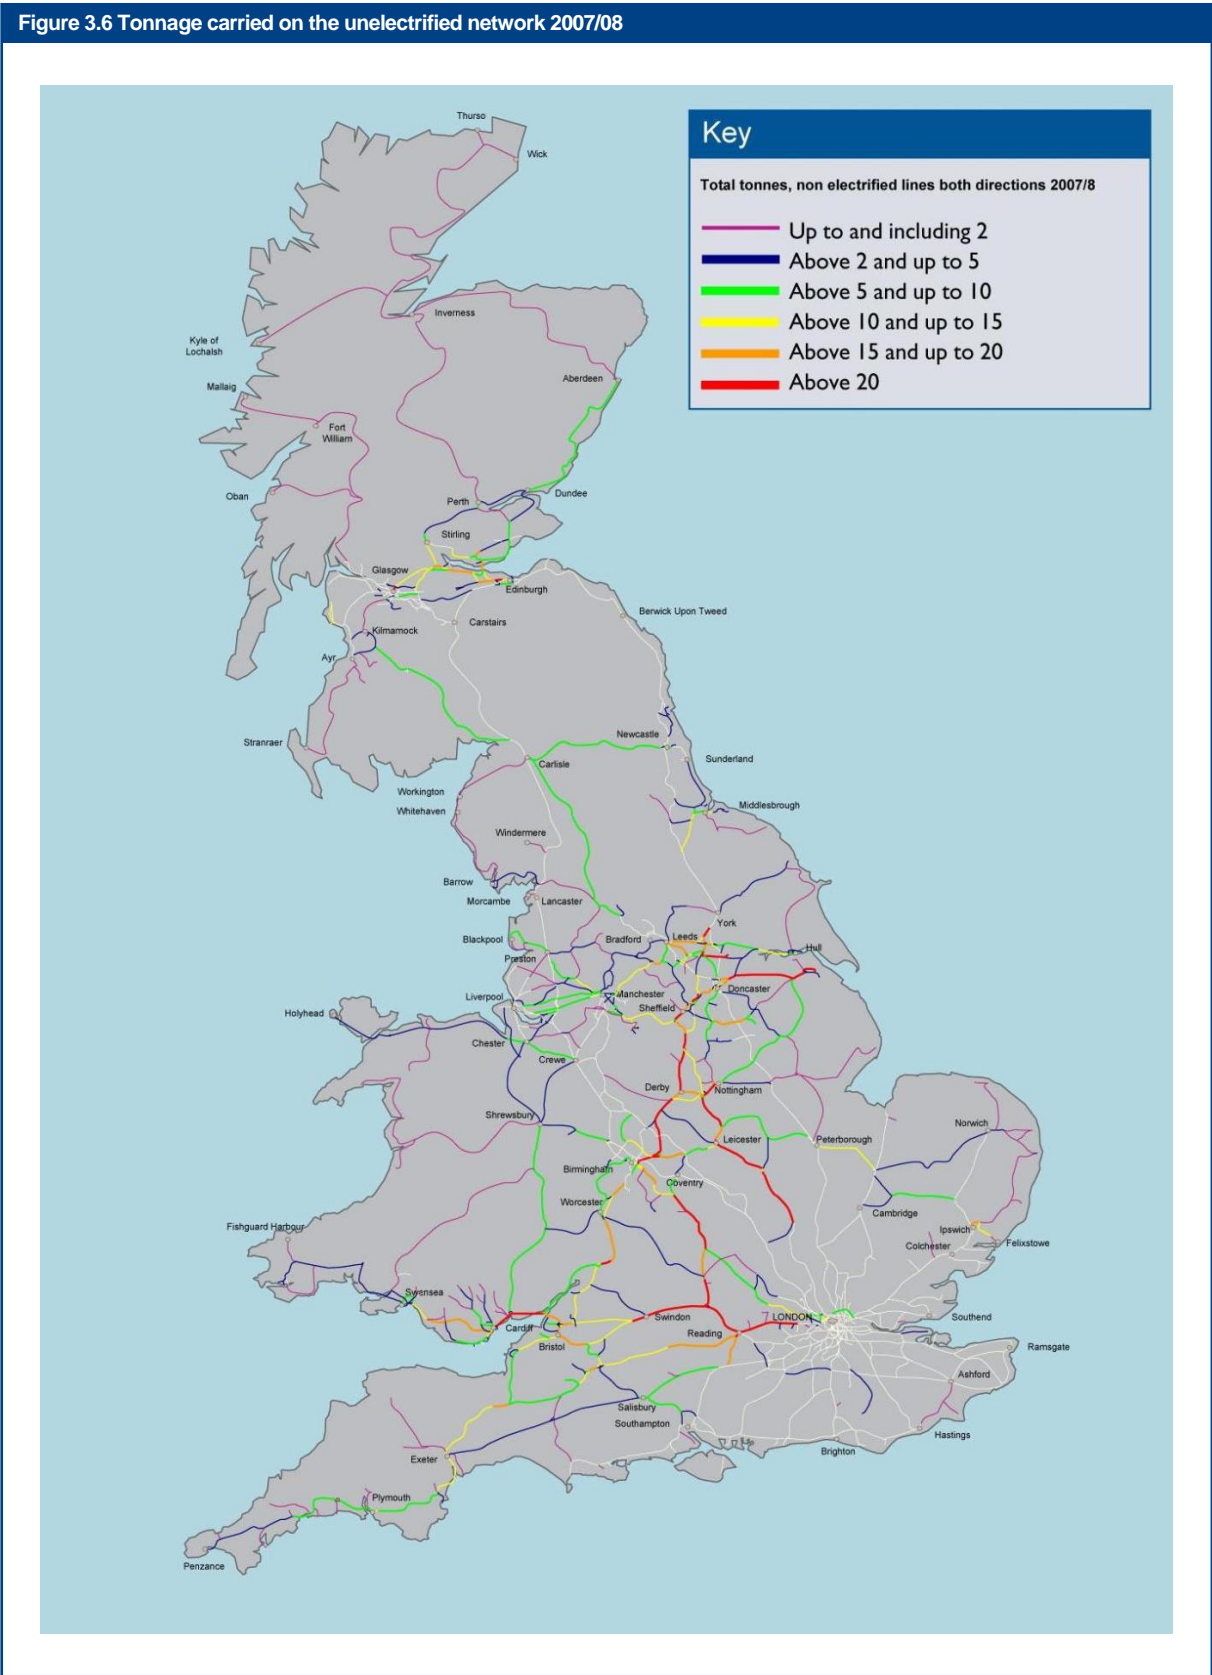 Figure 3.6 Tonnage carried on the unelectrified network 2007/08
Key
Total tonnes, non electrified lines both directions 2007/8
Up to and including 2
Above 2 and up to 5
Above 5 and up to 10
Above 10 and up to 15
Above 15 and up to 20
Above 20
Thurso
Wick
Inverness
Kyle of
Lochalsh
Aberdeen
Mallaig
Fort
William
Oban
Perth
Dundee
Stirling
Glasgow
Edinburgh
Berwick Upon Tweed
Carstairs
Kilmarnock
Ayr
Stranraer
Newcastle
Sunderland
Carlisle
Workington
Whitehaven
Middlesbrough
Windermere
Barrow
Morcambe
Lancaster
York
Blackpool
Bradford
Leeds
Hull
Preston
Liverpool
Manchester
Doncaster
Sheffield
Holyhead
Chester
Crewe
Derby
Nottingham
Shrewsbury
Norwich
Leicester
Peterborough
Birmingham
Coventry
Worcester
Cambridge
Fishguard Harbour
Ipswich
Colchester
Felixstowe
Swansea
Swindon
LONDON
Southend
Cardiff
Reading
Bristol
Ramsgate
Ashford
Salisbury
Southampton
Hastings
Brighton
Exeter
Plymouth
Penzance